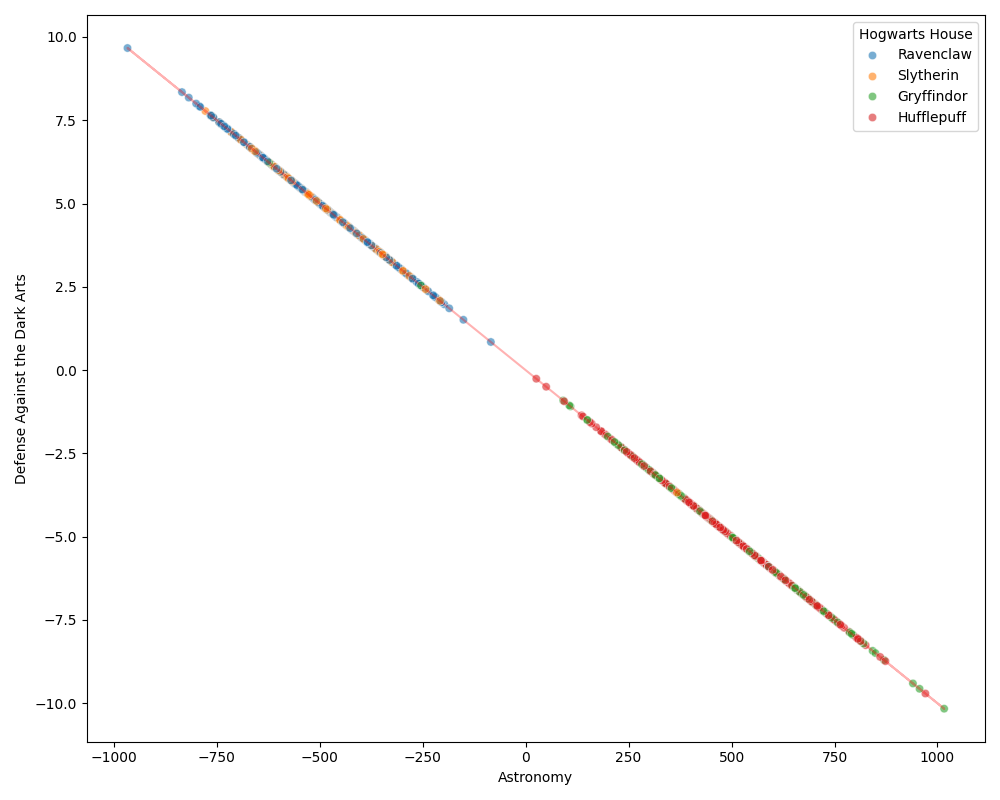 Hogwarts House
Ravenclaw
Slytherin
Gryffindor
Hufflepuff
Defense Against the Dark Arts
10.0
7.5
5.0
2.5
0.0
−2.5
−5.0
−7.5
−10.0
−1000
−750
−500
−250
0
250
500
750
1000
Astronomy